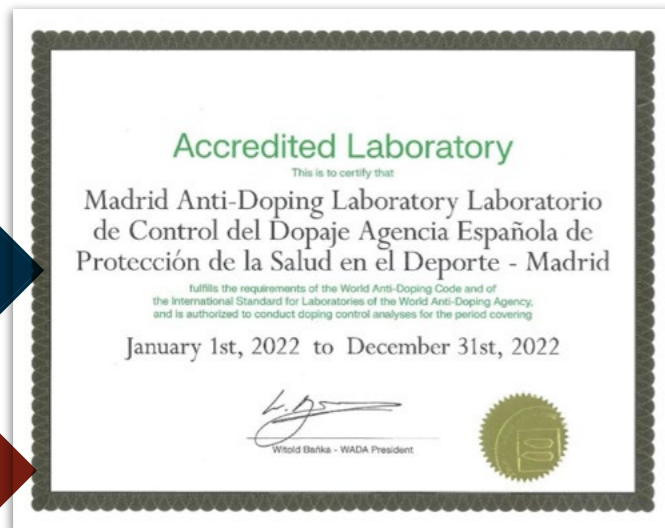 Accredited Laboratory
This is to certify that
Madrid Anti-Doping Laboratory Laboratorio
de Control del Dopaje Agencia Española de
Protección de la Salud en el Deporte - Madrid
fulfills the requirements of the World Anti-Doping Code and of
the International Standard for Laboratories of the World Anti-Doping Agency,
and is authorized to conduct doping control analyses for the period covering
January 1st, 2022 to December 31st, 2022
Witold Bańka - WADA President